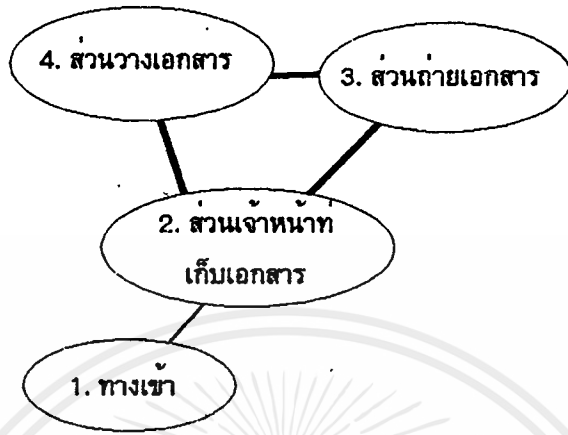 4. ส่วนวางเอกสาร
3. ส่วนถ่ายเอกสาร
2. ส่วนเจ้าหน้าท่
เก็บเอกสาร
1. ทางเข้า